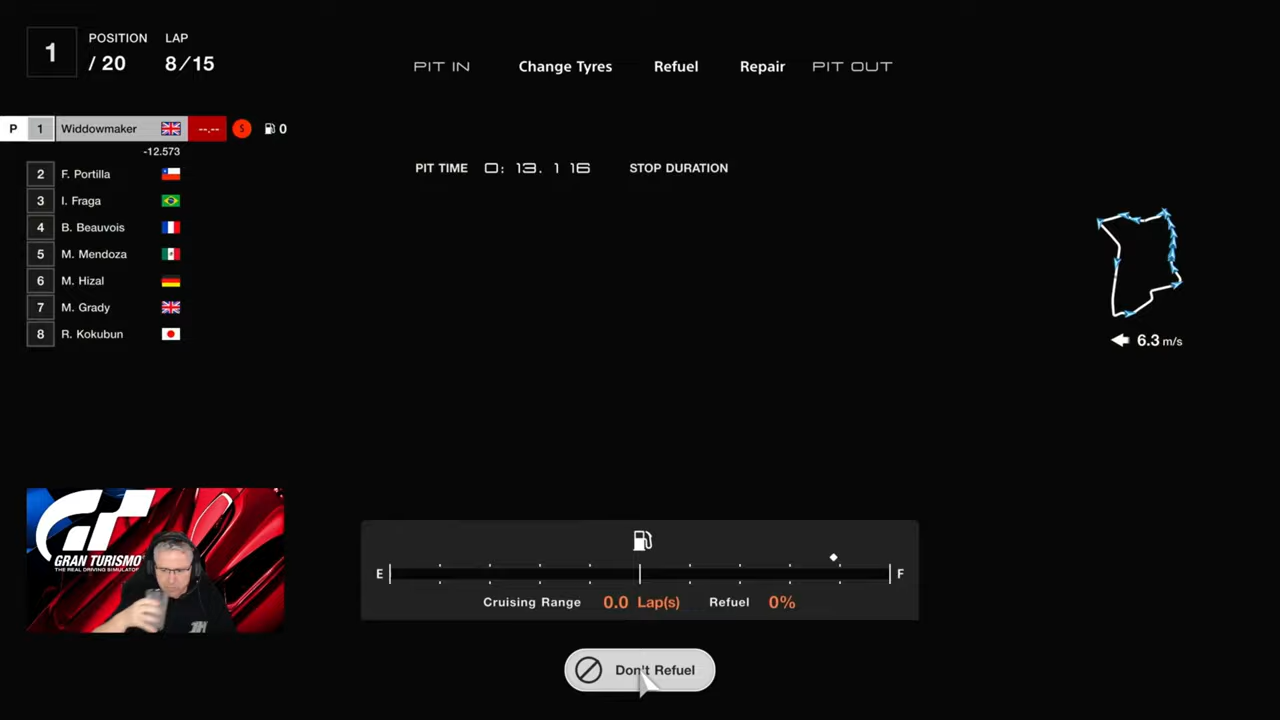 1
POSITION LAP
/ 20 8/15
PIT IN Change Tyres Refuel Repair PIT OUT
P 1 Widdowmaker --.-- S 0
-12.573
2 F. Portilla
3 I. Fraga
4 B. Beauvois
5 M. Mendoza
6 M. Hizal
7 M. Grady
8 R. Kokubun
PIT TIME 0: 13. 1 16 STOP DURATION
6.3 m/s
GRAN TURISMO
THE REAL DRIVING SIMULATOR
E F
Cruising Range 0.0 Lap(s) Refuel 0%
Don't Refuel